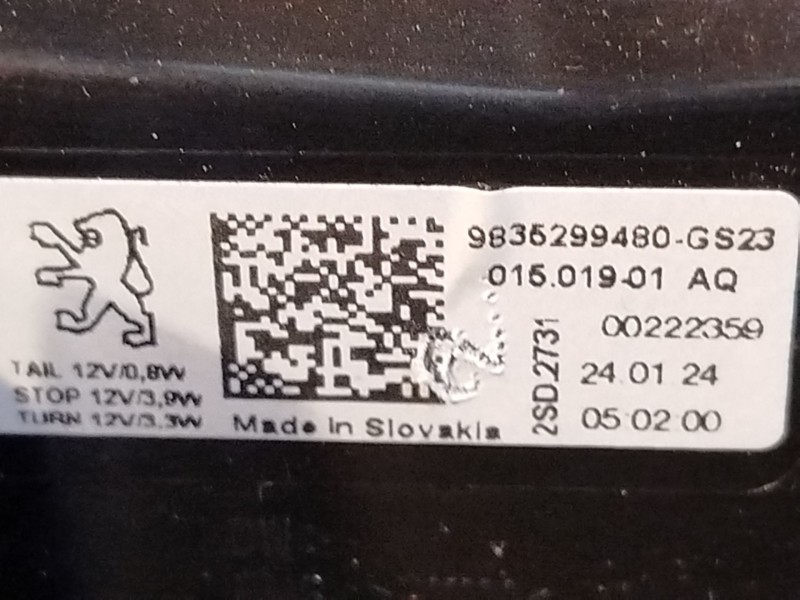 9835299480-GS23
015.019-01 AQ
00222359
24 01 24
05 02 00
2SD.2731
TAIL 12V/0,8W
STOP 12V/3,9W
TURN 12V/3.3W
Made in Slovakia